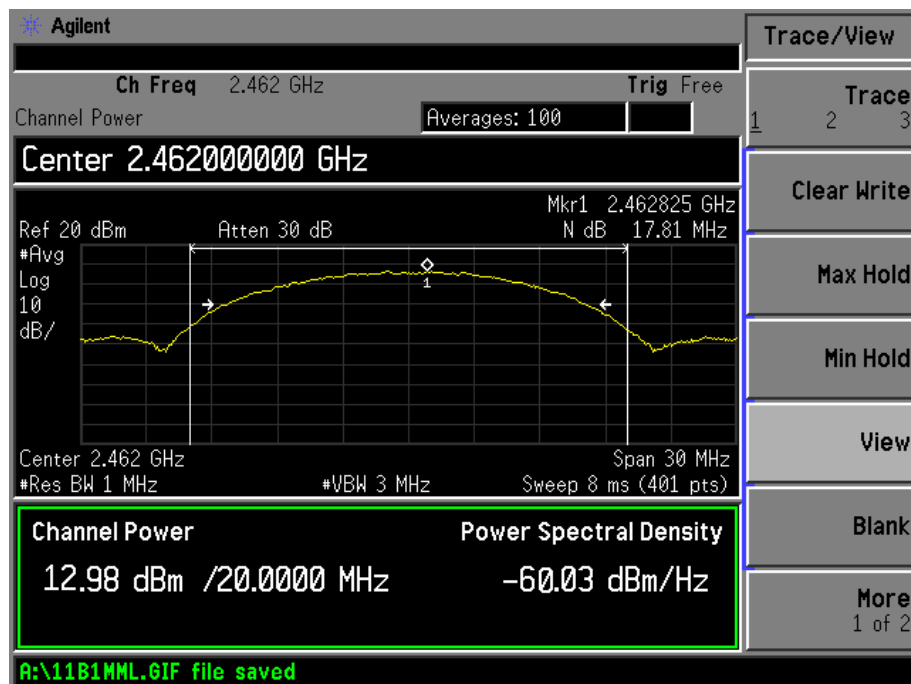 Agilent
Trace/View
Ch Freq 2.462 GHz Trig Free
Channel Power Averages: 100
Center 2.462000000 GHz
Mkr1 2.462825 GHz
Ref 20 dBm Atten 30 dB N dB 17.81 MHz
#Avg
Log
10
dB/
1
Center 2.462 GHz Span 30 MHz
#Res BW 1 MHz #VBW 3 MHz Sweep 8 ms (401 pts)
Channel Power Power Spectral Density
12.98 dBm /20.0000 MHz -60.03 dBm/Hz
A:\11B1MML.GIF file saved
Trace
1 2 3
Clear Write
Max Hold
Min Hold
View
Blank
More
1 of 2